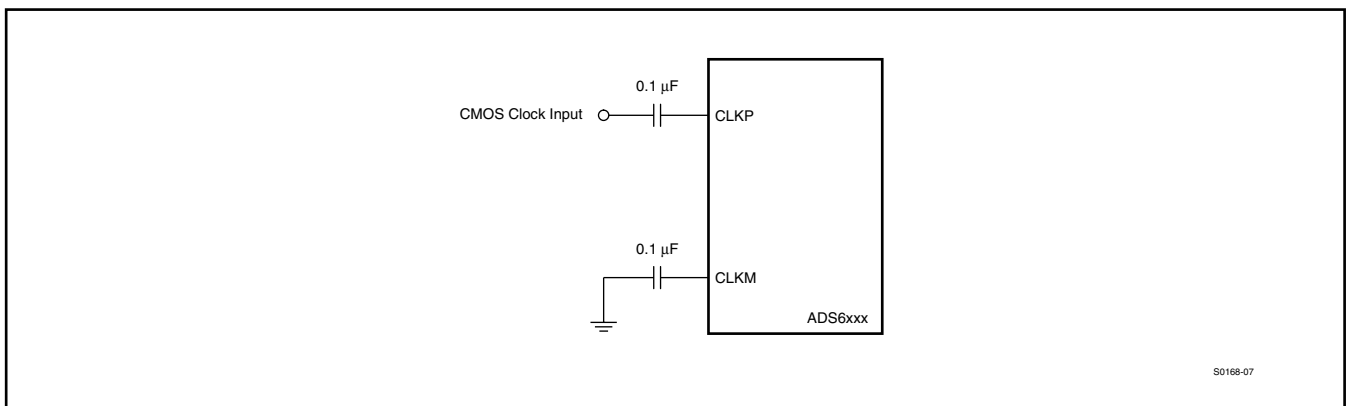 0.1 μF
CMOS Clock Input
CLKP
0.1 μF
CLKM
ADS6xxx
S0168-07